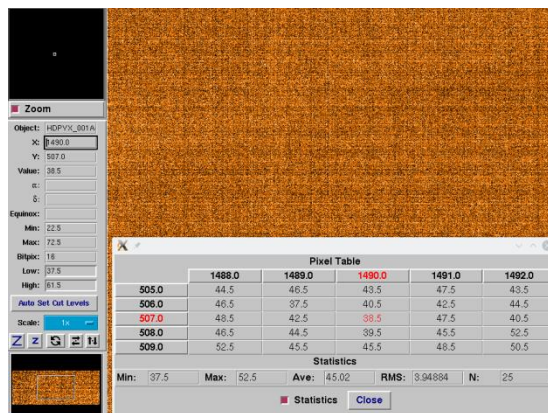 Zoom
Object: HDPVX_001A
X: 1490.0
Y: 507.0
Value: 38.5
α:
δ:
Equinox:
Min: 22.5
Max: 72.5
Bitpix: 16
Low: 37.5
High: 61.5
Auto Set Cut Levels
Scale: 1x
Z z
Pixel Table
1488.0 1489.0 1490.0 1491.0 1492.0
505.0 44.5 46.5 43.5 47.5 43.5
506.0 46.5 37.5 40.5 42.5 44.5
507.0 48.5 42.5 38.5 47.5 40.5
508.0 46.5 44.5 39.5 45.5 52.5
509.0 52.5 45.5 45.5 48.5 50.5
Statistics
Min: 37.5 Max: 52.5 Ave: 45.02 RMS: 3.94884 N: 25
Statistics Close